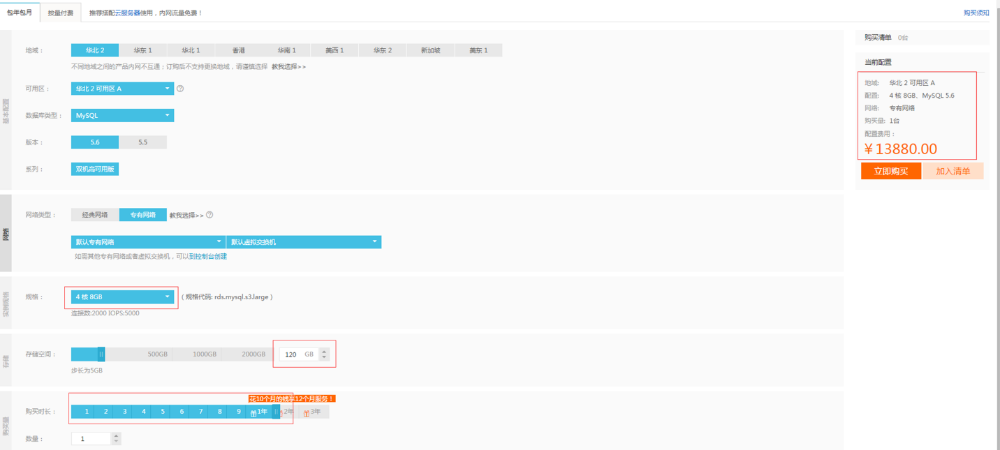 包年包月 按量付费 推荐搭配云服务器使用，内网流量免费！ 购买须知
基本配置
地域： 华北 2 华东 1 华北 1 香港 华南 1 美西 1 华东 2 新加坡 美东 1
不同地域之间的产品内网不互通；订购后不支持更换地域，请谨慎选择 教我选择>>
可用区： 华北 2 可用区 A
数据库类型： MySQL
版本： 5.6 5.5
系列： 双机高可用版
网络
网络类型： 经典网络 专有网络 教我选择>>
默认专有网络 默认虚拟交换机
如需其他专有网络或者虚拟交换机，可以到控制台创建
实例规格
规格： 4 核 8GB （ 规格代码: rds.mysql.s3.large ）
连接数:2000 IOPS:5000
存储
存储空间： 500GB 1000GB 2000GB 120 GB
步长为5GB
购买量
花10个月的钱享12个月服务！
购买时长： 1 2 3 4 5 6 7 8 9 1年 2年 3年
数量： 1
购买清单 0台
当前配置
地域: 华北 2 可用区 A
配置: 4 核 8GB、MySQL 5.6
网络: 专有网络
购买量: 1台
配置费用：
￥13880.00
立即购买 加入清单